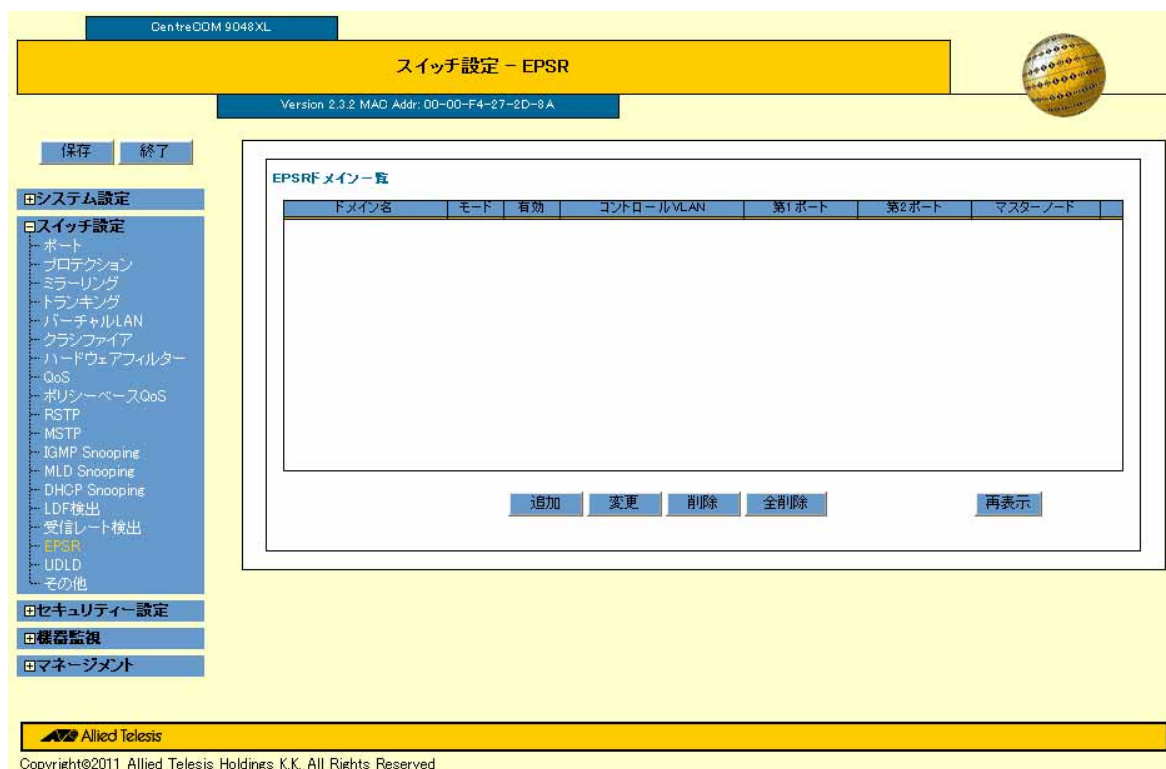 CentreCOM 9048XL
スイッチ設定 - EPSR
Version 2.3.2 MAC Addr: 00-00-F4-27-2D-8A
保存 終了
システム設定
スイッチ設定
ポート
プロテクション
ミラーリング
トランキング
バーチャルLAN
クラシファイア
ハードウェアフィルター
QoS
ポリシーベースQoS
RSTP
MSTP
IGMP Snooping
MLD Snooping
DHCP Snooping
LDF検出
受信レート検出
EPSR
UDLD
その他
セキュリティー設定
機器監視
マネージメント
EPSRドメイン一覧
ドメイン名 モード 有効 コントロールVLAN 第1ポート 第2ポート マスターノード
追加 変更 削除 全削除 再表示
Allied Telesis
Copyright©2011 Allied Telesis Holdings K.K. All Rights Reserved